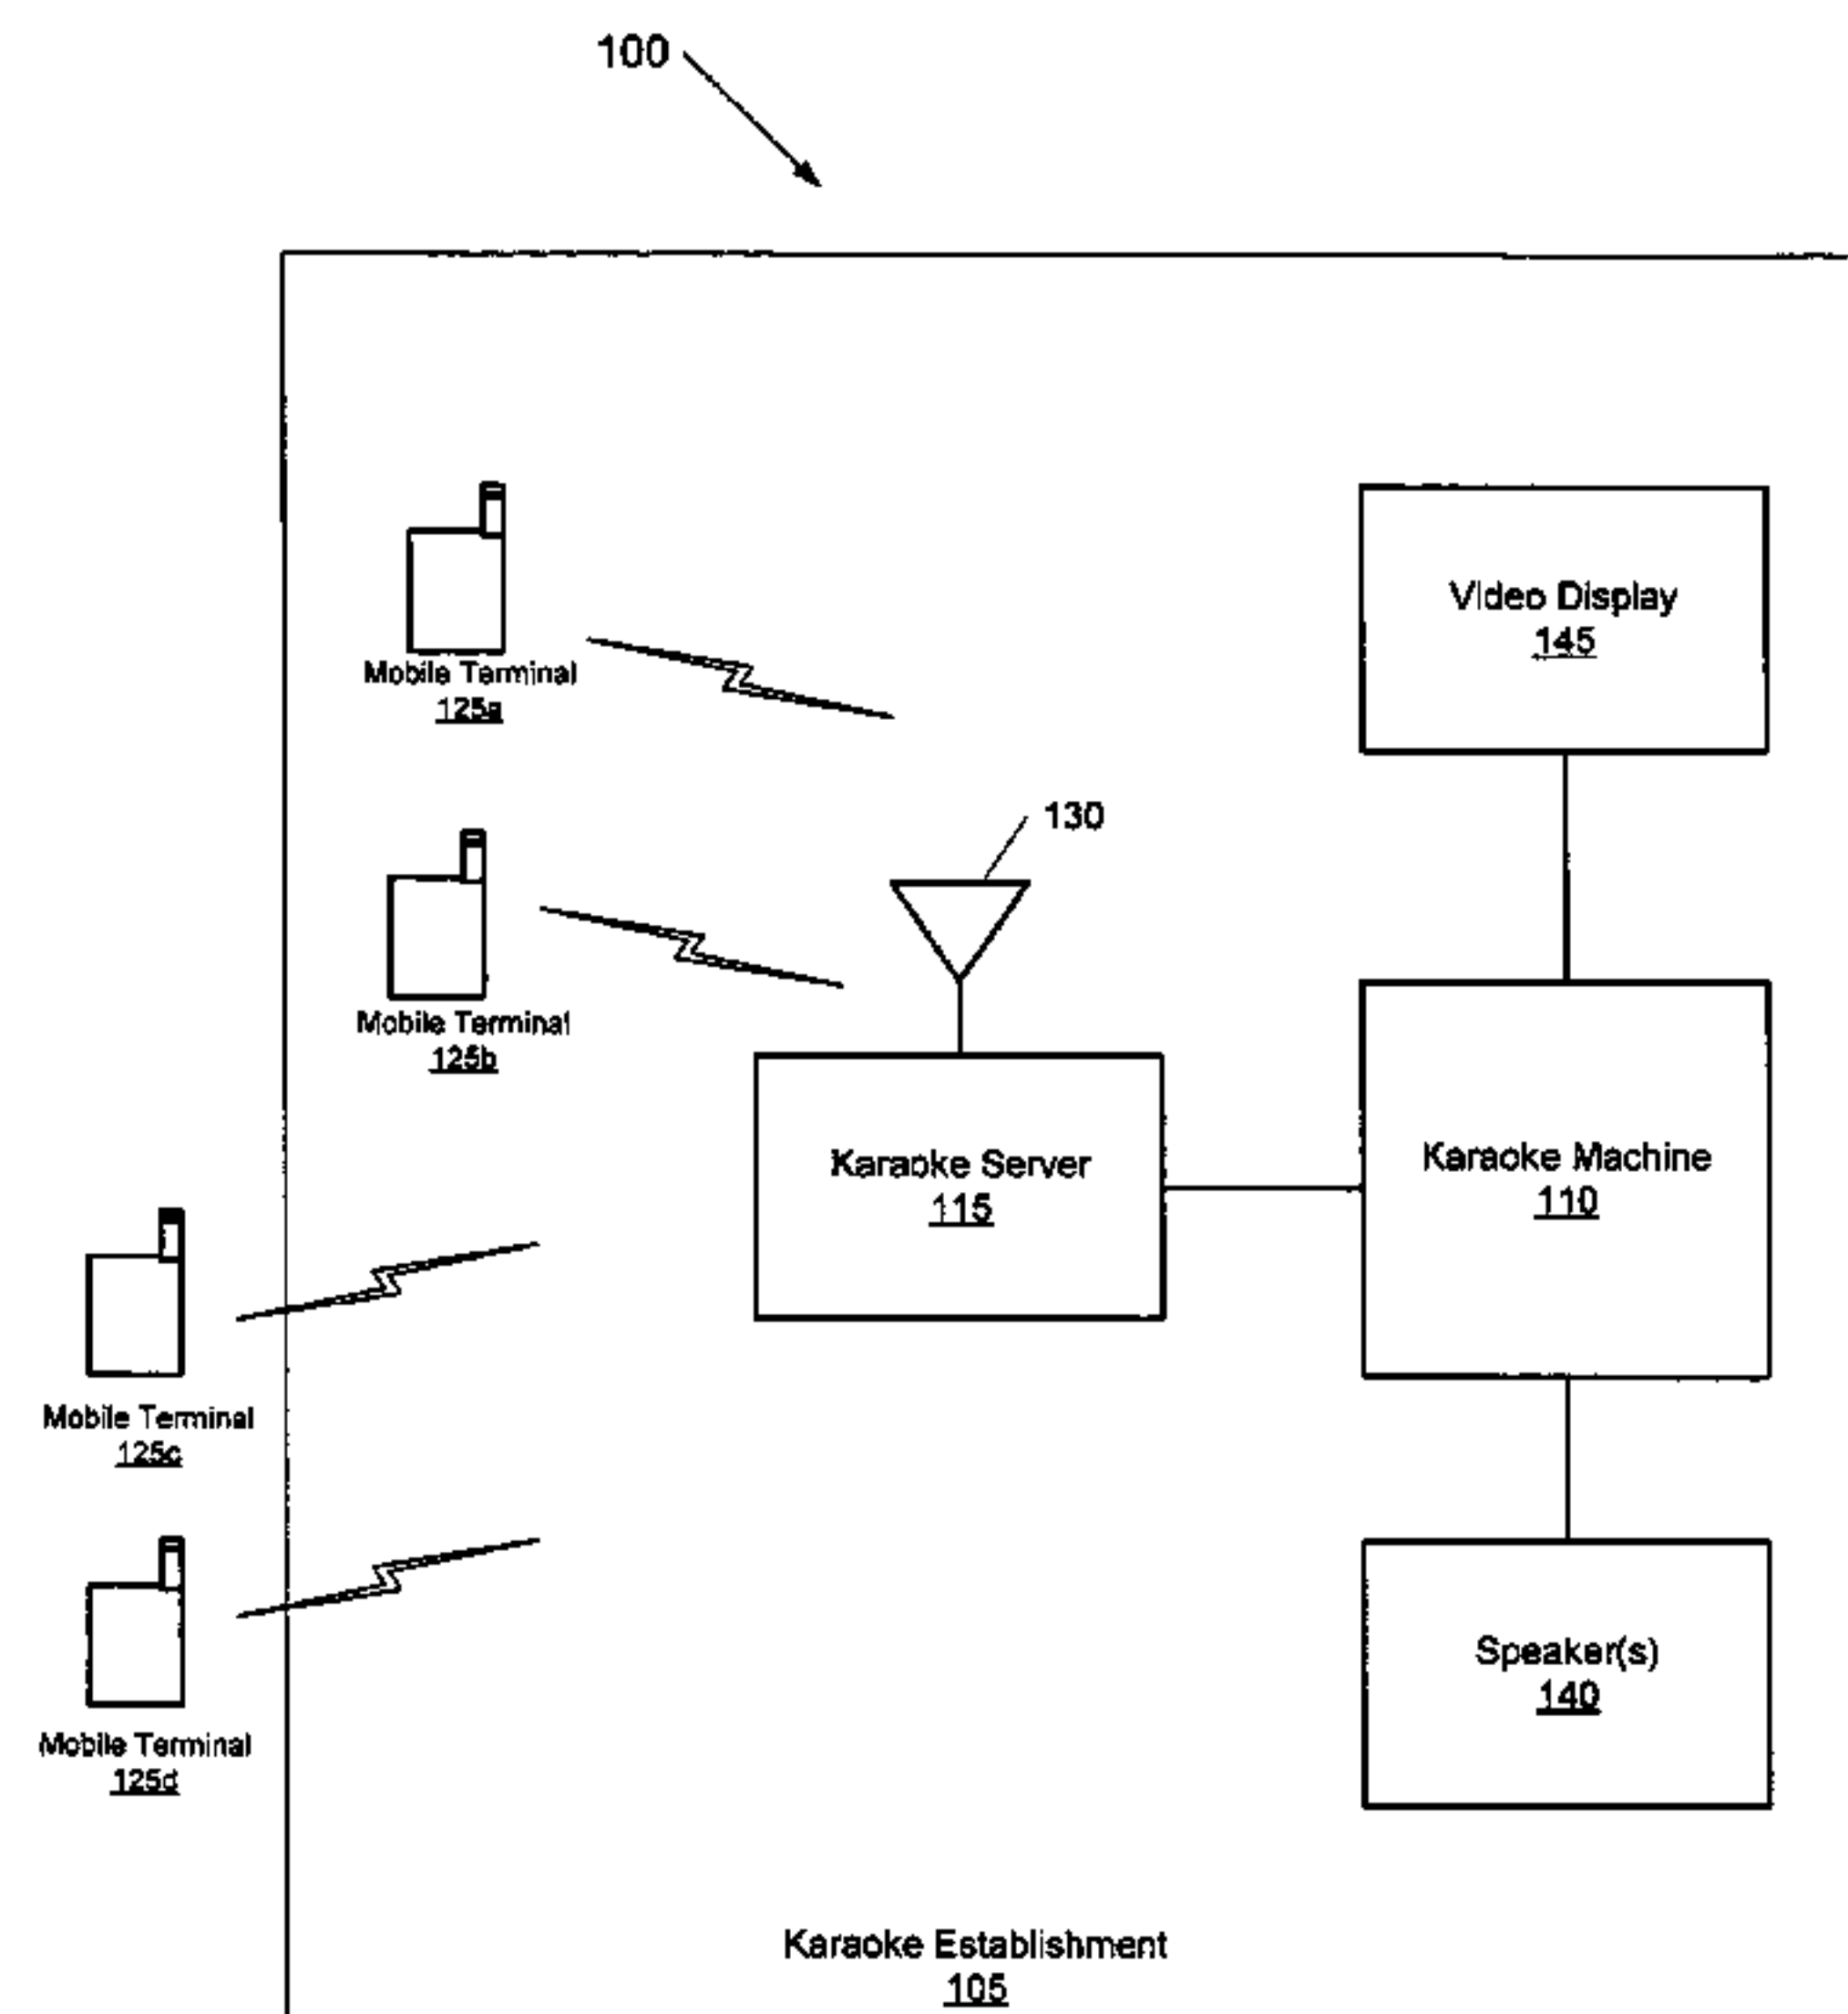 100
Video Display
145
Mobile Terminal
125a
130
Mobile Terminal
125b
Karaoke Server
115
Karaoke Machine
110
Mobile Terminal
125c
Speaker(s)
140
Mobile Terminal
125d
Karaoke Establishment
105